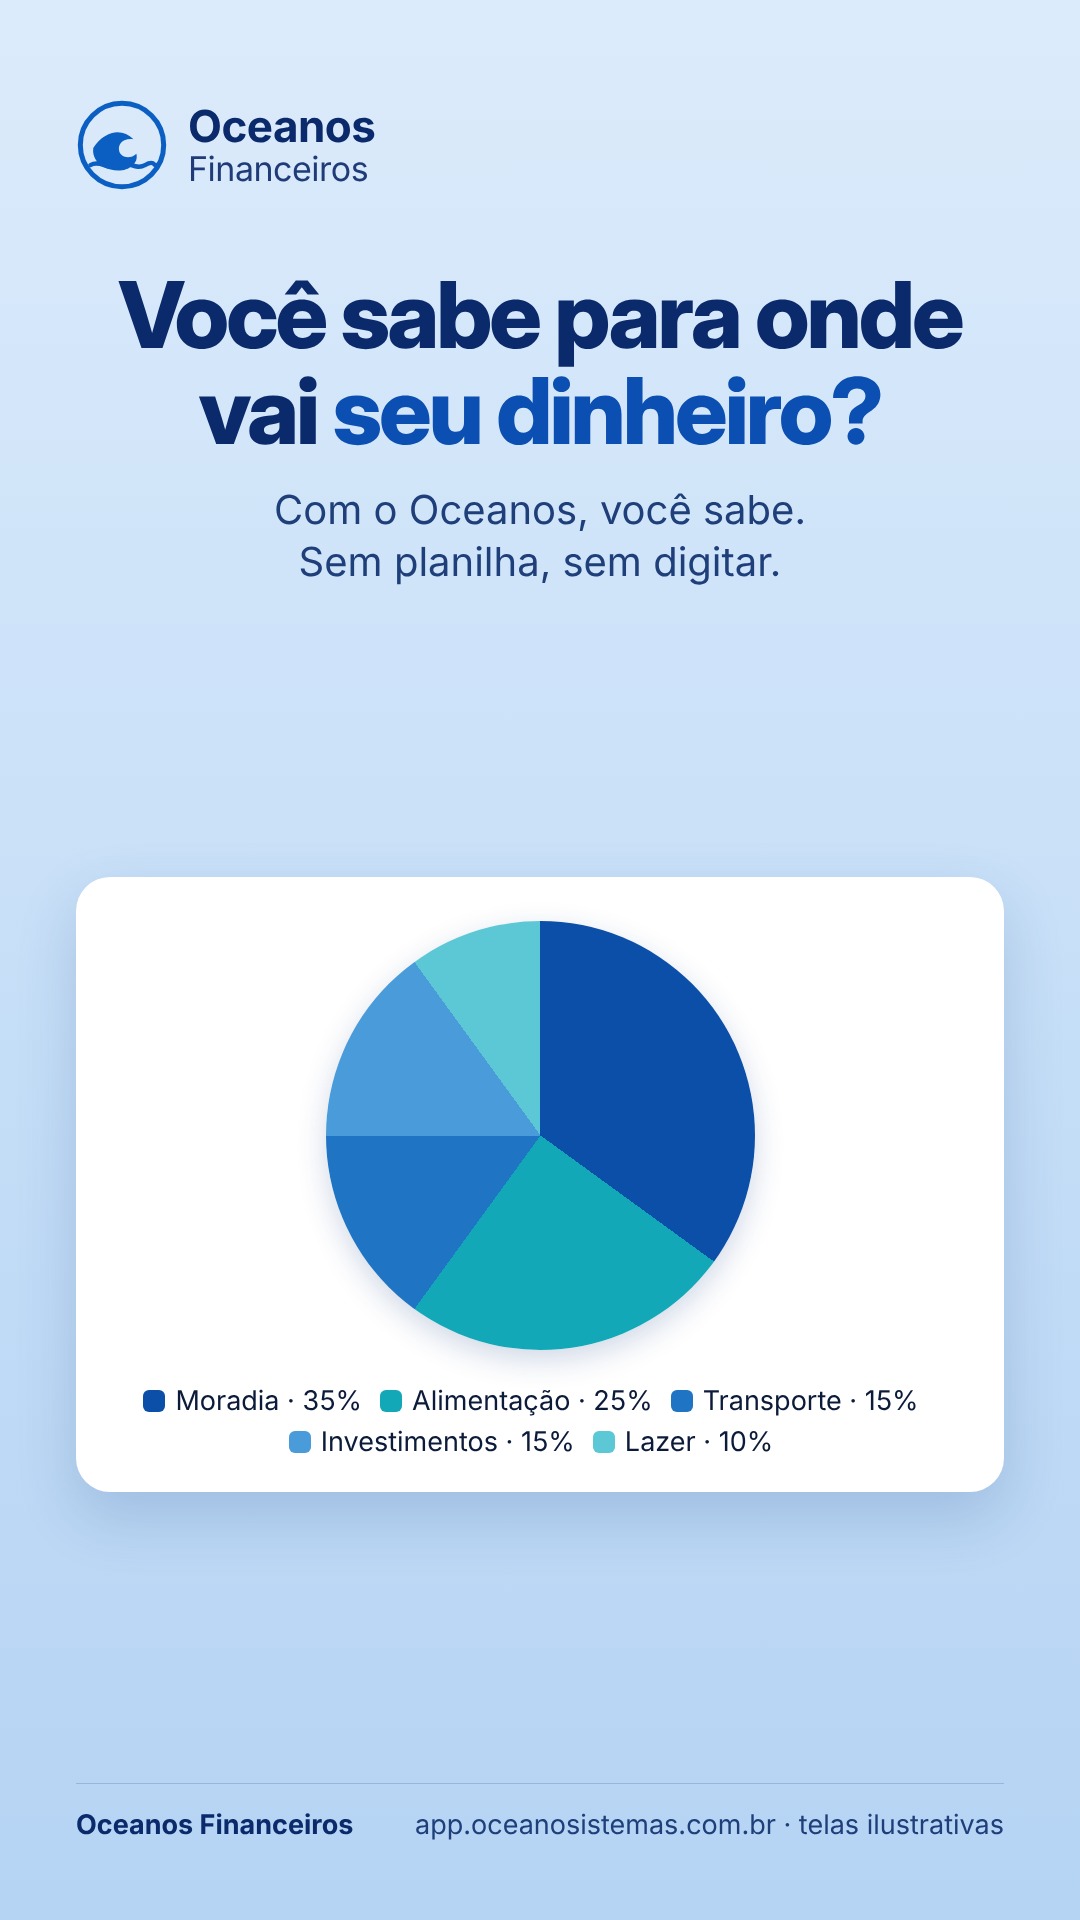 Oceanos
Financeiros
Você sabe para onde
vai seu dinheiro?
Com o Oceanos, você sabe.
Sem planilha, sem digitar.
Moradia · 35% Alimentação · 25% Transporte · 15%
Investimentos · 15% Lazer · 10%
Oceanos Financeiros app.oceanosistemas.com.br · telas ilustrativas